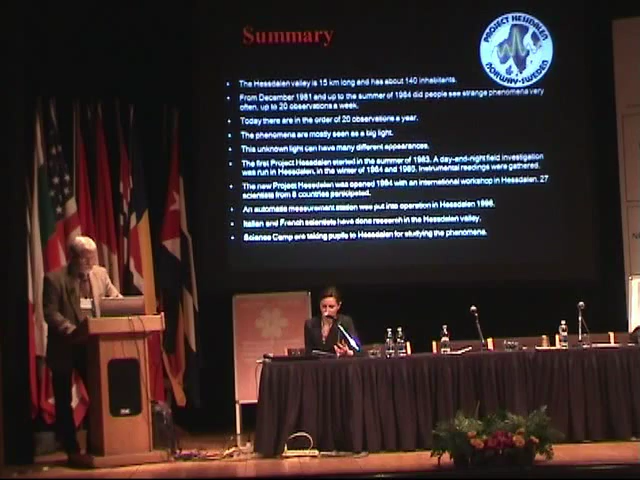 Summary
PROJECT HESSDALEN
NORWAY-SWEDEN
The Hessdalen valley is 15 km long and has about 140 inhabitants.
From December 1981 and up to the summer of 1984 did people see strange phenomena very
often, up to 20 observations a week.
Today there are in the order of 20 observations a year.
The phenomena are mostly seen as a big light.
This unknown light can have many different appearances.
The first Project Hessdalen started in the summer of 1983. A day-and-night field investigation
was run in Hessdalen, in the winter of 1984 and 1985. Instrumental readings were gathered.
The new Project Hessdalen was opened 1994 with an international workshop in Hessdalen. 27
scientists from 8 countries participated.
An automatic measurement station was put into operation in Hessdalen 1998.
Italian and French scientists have done research in the Hessdalen valley.
Science Camp are taking pupils to Hessdalen for studying the phenomena.